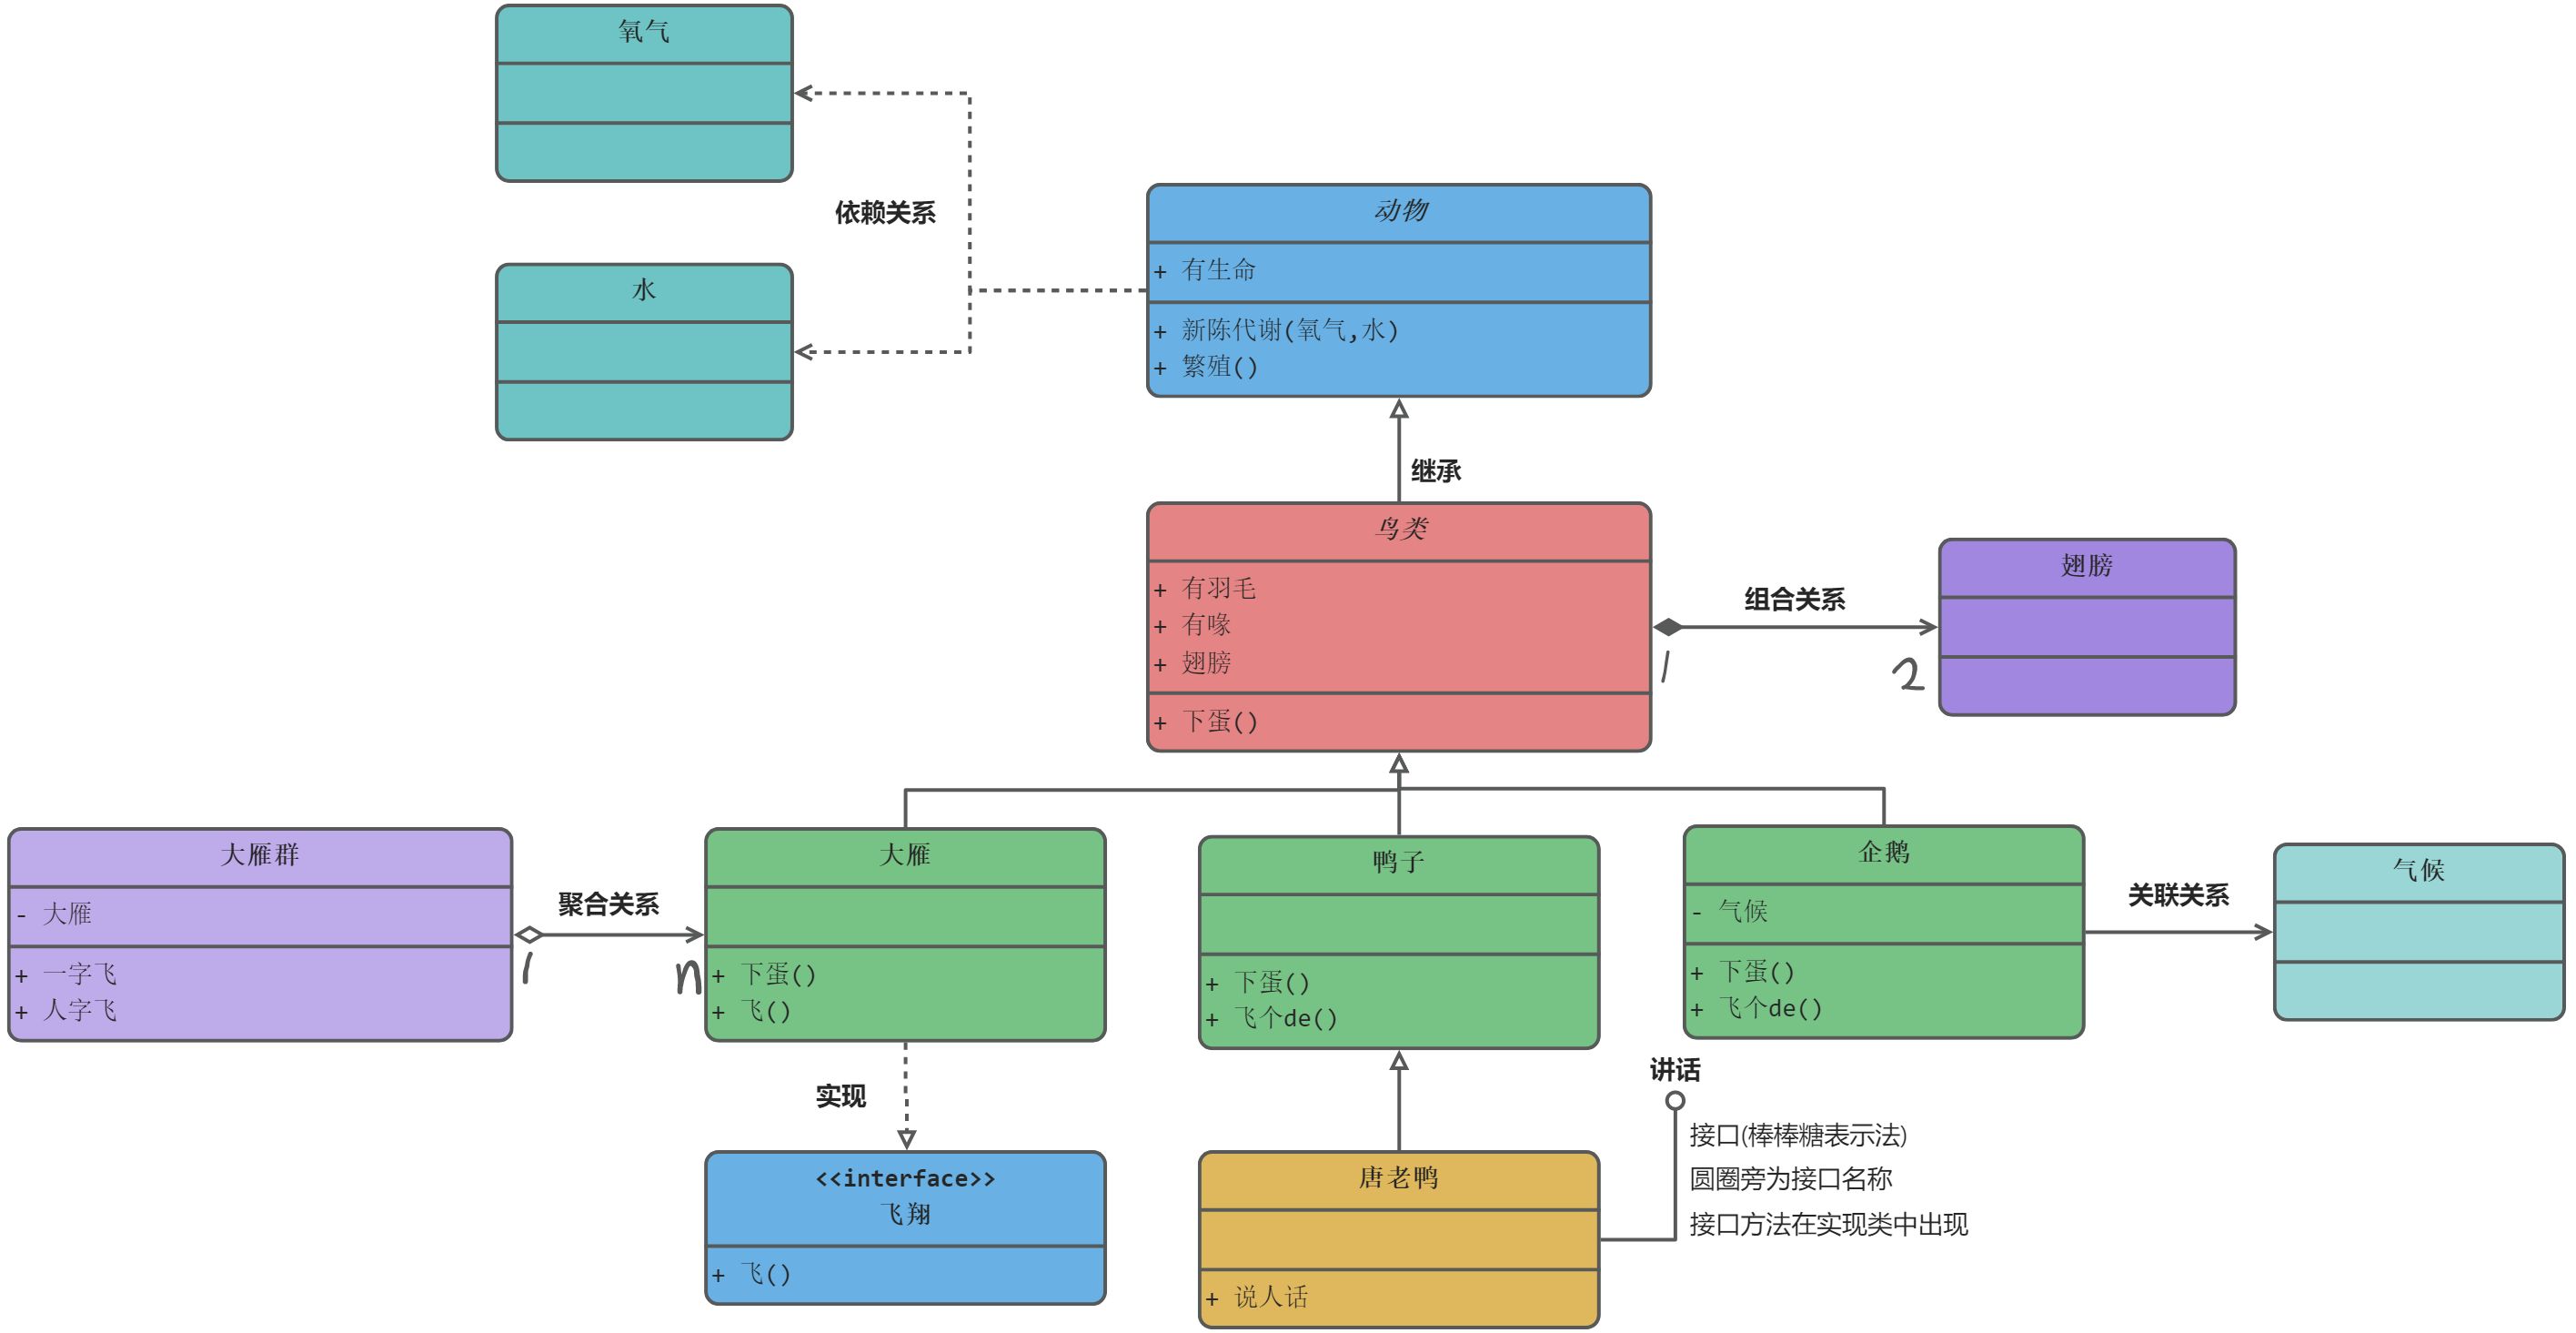 氧气
依赖关系
水
动物
+ 有生命
+ 新陈代谢(氧气,水)
+ 繁殖()
继承
鸟类
+ 有羽毛
+ 有喙
+ 翅膀
+ 下蛋()
组合关系
1
2
翅膀
大雁群
- 大雁
+ 一字飞
+ 人字飞
聚合关系
1
n
大雁
+ 下蛋()
+ 飞()
鸭子
+ 下蛋()
+ 飞个de()
企鹅
- 气候
+ 下蛋()
+ 飞个de()
关联关系
气候
实现
<<interface>>
飞翔
+ 飞()
唐老鸭
+ 说人话
讲话
接口(棒棒糖表示法)
圆圈旁为接口名称
接口方法在实现类中出现